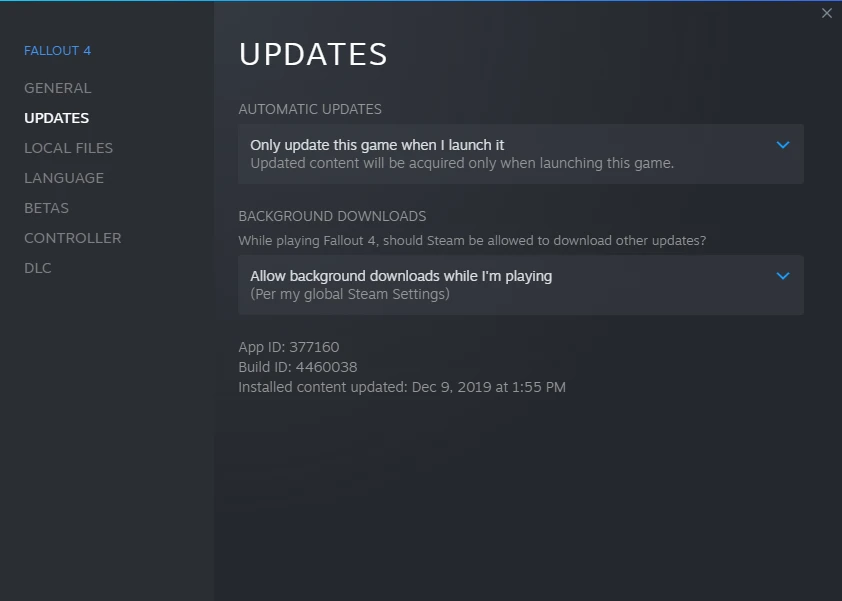 FALLOUT 4
GENERAL
UPDATES
LOCAL FILES
LANGUAGE
BETAS
CONTROLLER
DLC
UPDATES
AUTOMATIC UPDATES
Only update this game when I launch it
Updated content will be acquired only when launching this game.
BACKGROUND DOWNLOADS
While playing Fallout 4, should Steam be allowed to download other updates?
Allow background downloads while I'm playing
(Per my global Steam Settings)
App ID: 377160
Build ID: 4460038
Installed content updated: Dec 9, 2019 at 1:55 PM